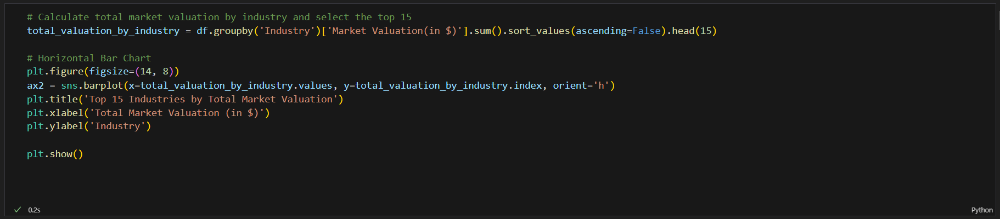 # Calculate total market valuation by industry and select the top 15
total_valuation_by_industry = df.groupby('Industry')['Market Valuation(in $)'].sum().sort_values(ascending=False).head(15)
# Horizontal Bar Chart
plt.figure(figsize=(14, 8))
ax2 = sns.barplot(x=total_valuation_by_industry.values, y=total_valuation_by_industry.index, orient='h')
plt.title('Top 15 Industries by Total Market Valuation')
plt.xlabel('Total Market Valuation (in $)')
plt.ylabel('Industry')
plt.show()
0.2s
Python